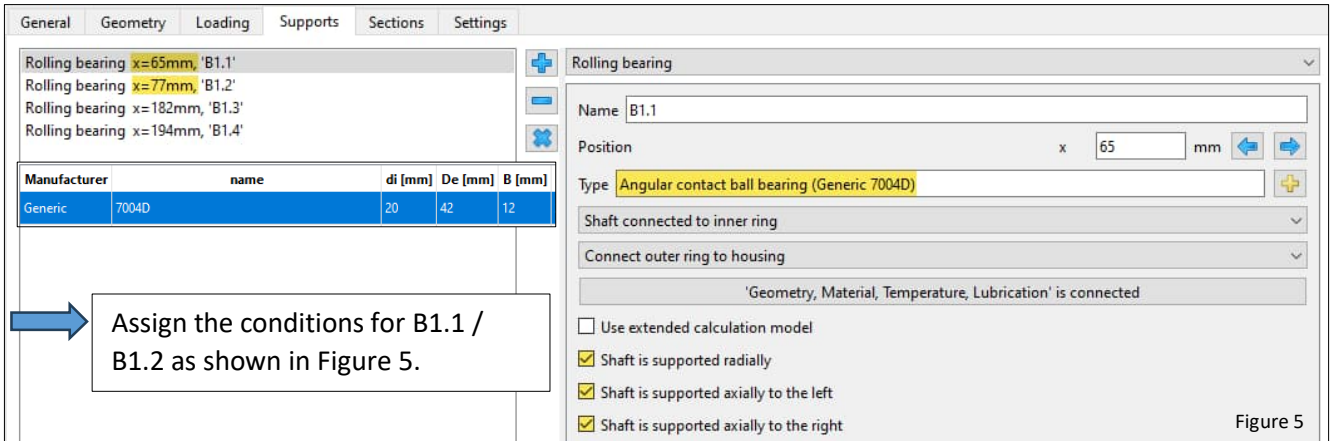 General Geometry Loading Supports Sections Settings
Rolling bearing x=65mm, 'B1.1'
Rolling bearing x=77mm, 'B1.2'
Rolling bearing x=182mm, 'B1.3'
Rolling bearing x=194mm, 'B1.4'
Manufacturer name di [mm] De [mm] B [mm]
Generic 7004D 20 42 12
Assign the conditions for B1.1 /
B1.2 as shown in Figure 5.
Rolling bearing
Name B1.1
Position x 65 mm
Type Angular contact ball bearing (Generic 7004D)
Shaft connected to inner ring
Connect outer ring to housing
'Geometry, Material, Temperature, Lubrication' is connected
Use extended calculation model
Shaft is supported radially
Shaft is supported axially to the left
Shaft is supported axially to the right
Figure 5